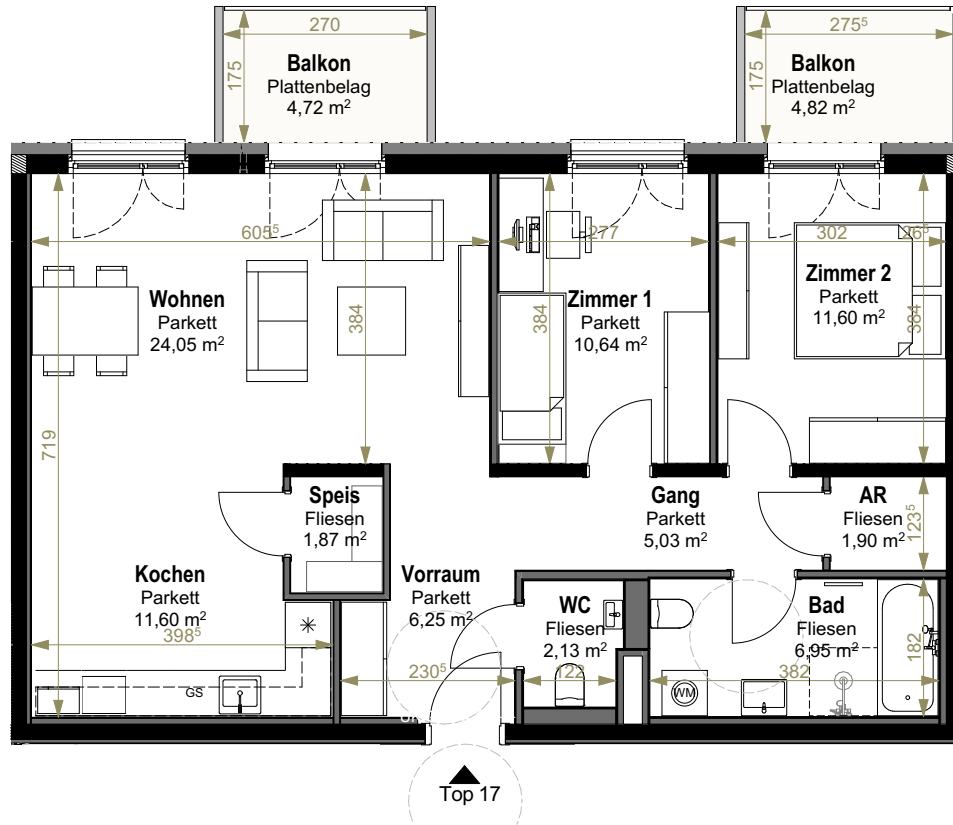 270
275⁵
175
Balkon
Plattenbelag
4,72 m²
175
Balkon
Plattenbelag
4,82 m²
605⁵
277
302
26⁵
Wohnen
Parkett
24,05 m²
384
384
Zimmer 1
Parkett
10,64 m²
Zimmer 2
Parkett
11,60 m²
384
719
Speis
Fliesen
1,87 m²
Gang
Parkett
5,03 m²
AR
Fliesen
1,90 m²
123⁵
Kochen
Parkett
11,60 m²
398⁵
Vorraum
Parkett
6,25 m²
230⁵
WC
Fliesen
2,13 m²
122
Bad
Fliesen
6,95 m²
382
182
GS
WM
Top 17